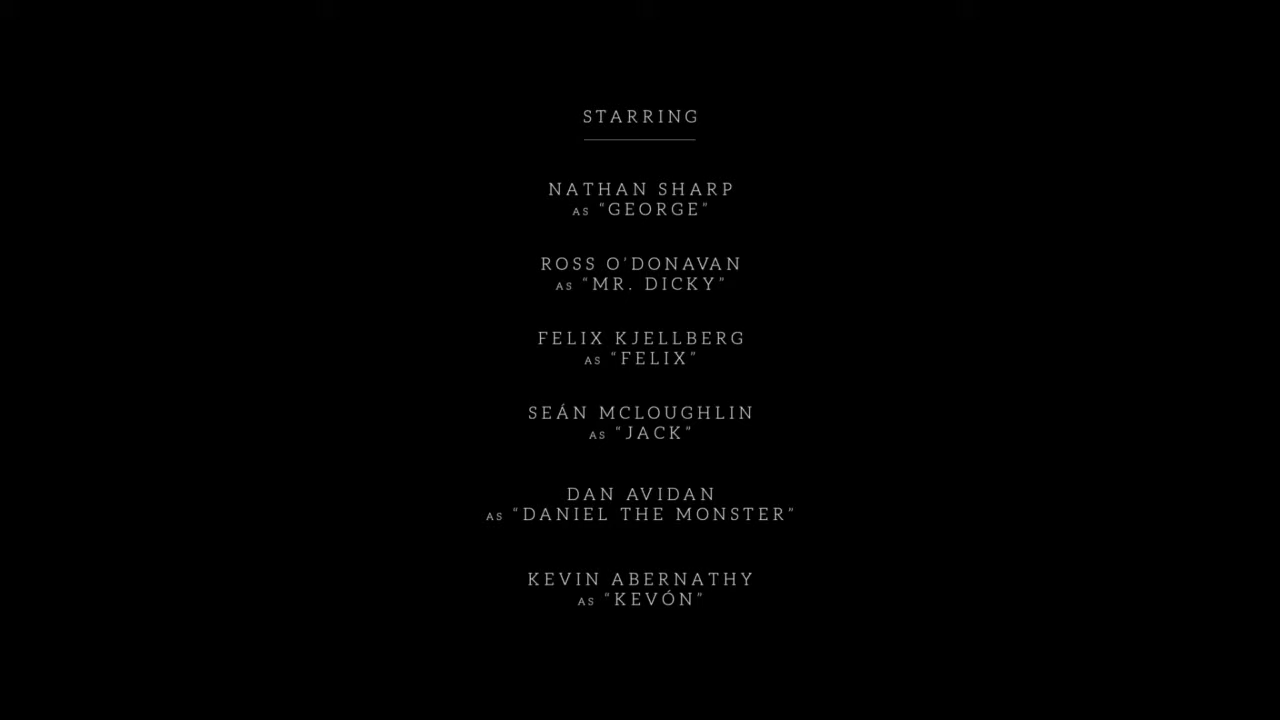 STARRING
NATHAN SHARP
AS “GEORGE”
ROSS O'DONAVAN
AS “MR. DICKY”
FELIX KJELLBERG
AS “FELIX”
SEÁN MCLOUGHLIN
AS “JACK”
DAN AVIDAN
AS “DANIEL THE MONSTER”
KEVIN ABERNATHY
AS “KEVÓN”